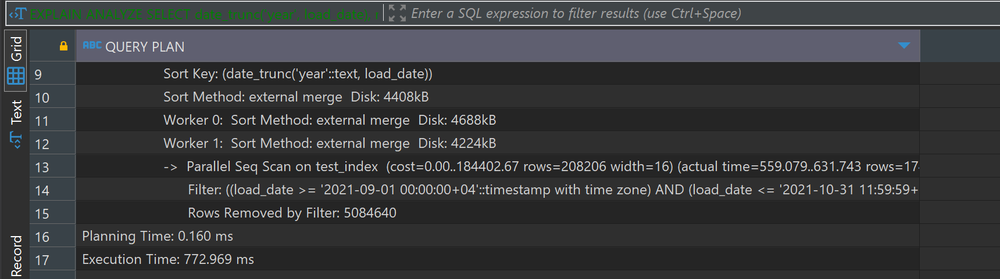 EXPLAIN ANALYZE SELECT date_trunc('year', load_date), Enter a SQL expression to filter results (use Ctrl+Space)
Grid
Text
Record
ABC QUERY PLAN
9 Sort Key: (date_trunc('year'::text, load_date))
10 Sort Method: external merge Disk: 4408kB
11 Worker 0: Sort Method: external merge Disk: 4688kB
12 Worker 1: Sort Method: external merge Disk: 4224kB
13 -> Parallel Seq Scan on test_index (cost=0.00..184402.67 rows=208206 width=16) (actual time=559.079..631.743 rows=17
14 Filter: ((load_date >= '2021-09-01 00:00:00+04'::timestamp with time zone) AND (load_date <= '2021-10-31 11:59:59+
15 Rows Removed by Filter: 5084640
16 Planning Time: 0.160 ms
17 Execution Time: 772.969 ms